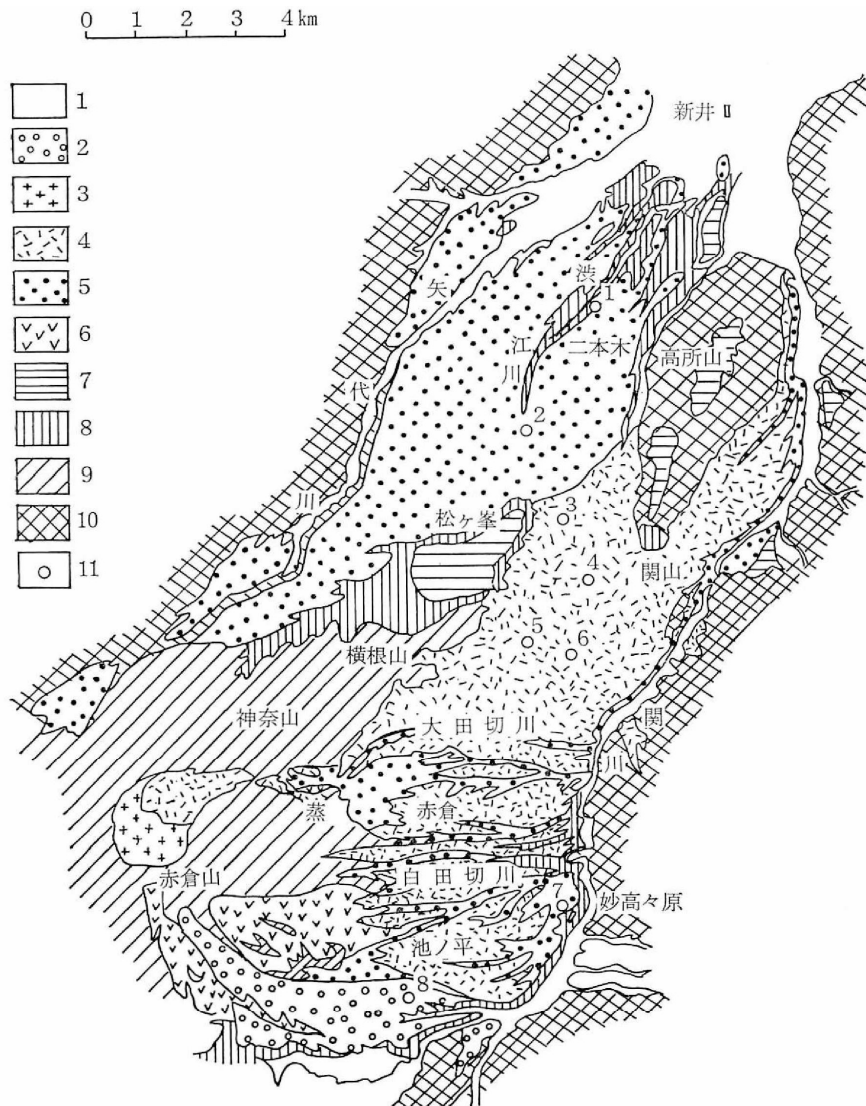 0 1 2 3 4 km
1
2
3
4
5
6
7
8
9
10
11
新井Ⅱ
矢
代
川
渋
江
川
1
二本木
高所山
2
松ヶ峯
3
4
関山
5
6
横根山
神奈山
大田切川
関
川
蒸
赤倉
赤倉山
白田切川
7
妙高々原
池ノ平
8